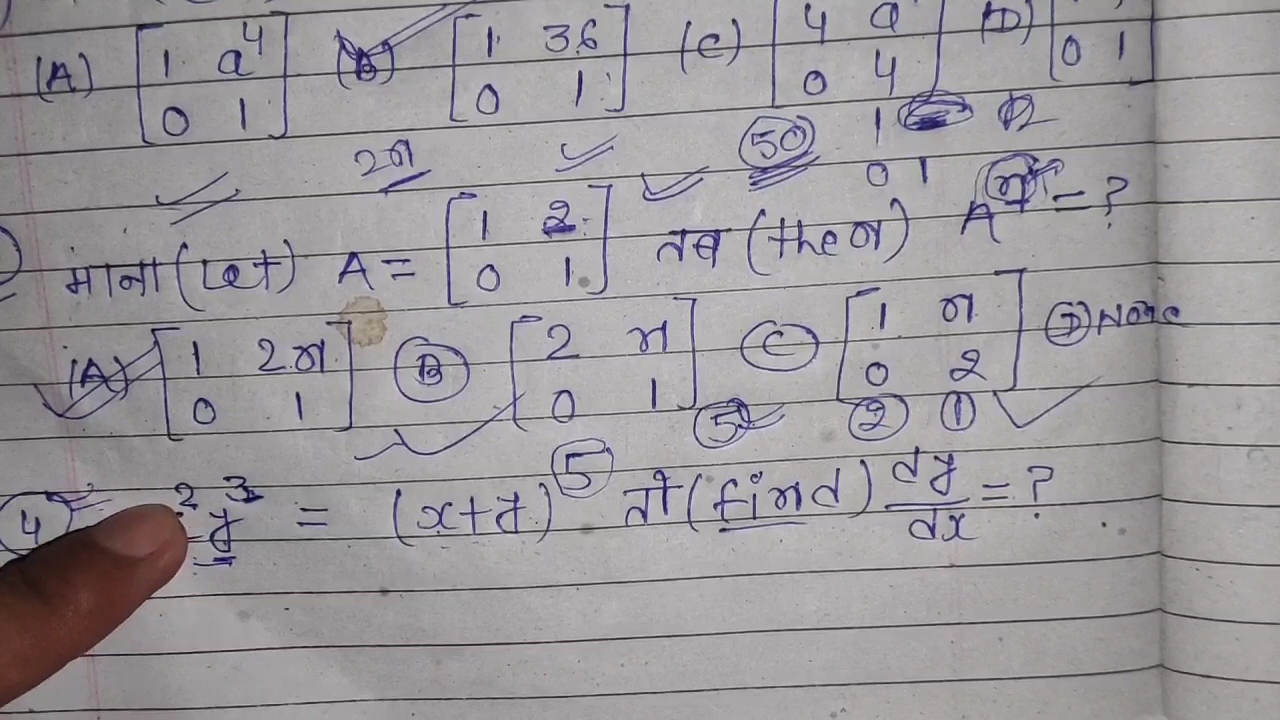 (A) [1 a⁴ (B) [1 36 (C) [4 a (D)
0 1] 0 1] 0 4 0 1
2n 50 1 2
0 1
माना (Let) A = [1 2 तब (then) Aⁿ = ?
0 1]
(A) [1 2n (B) [2 n (C) [1 n (D) None
0 1] 0 1] 0 2]
5 2 1
4 ² y³ = (x+y)⁵ तो (find) dy/dx = ?